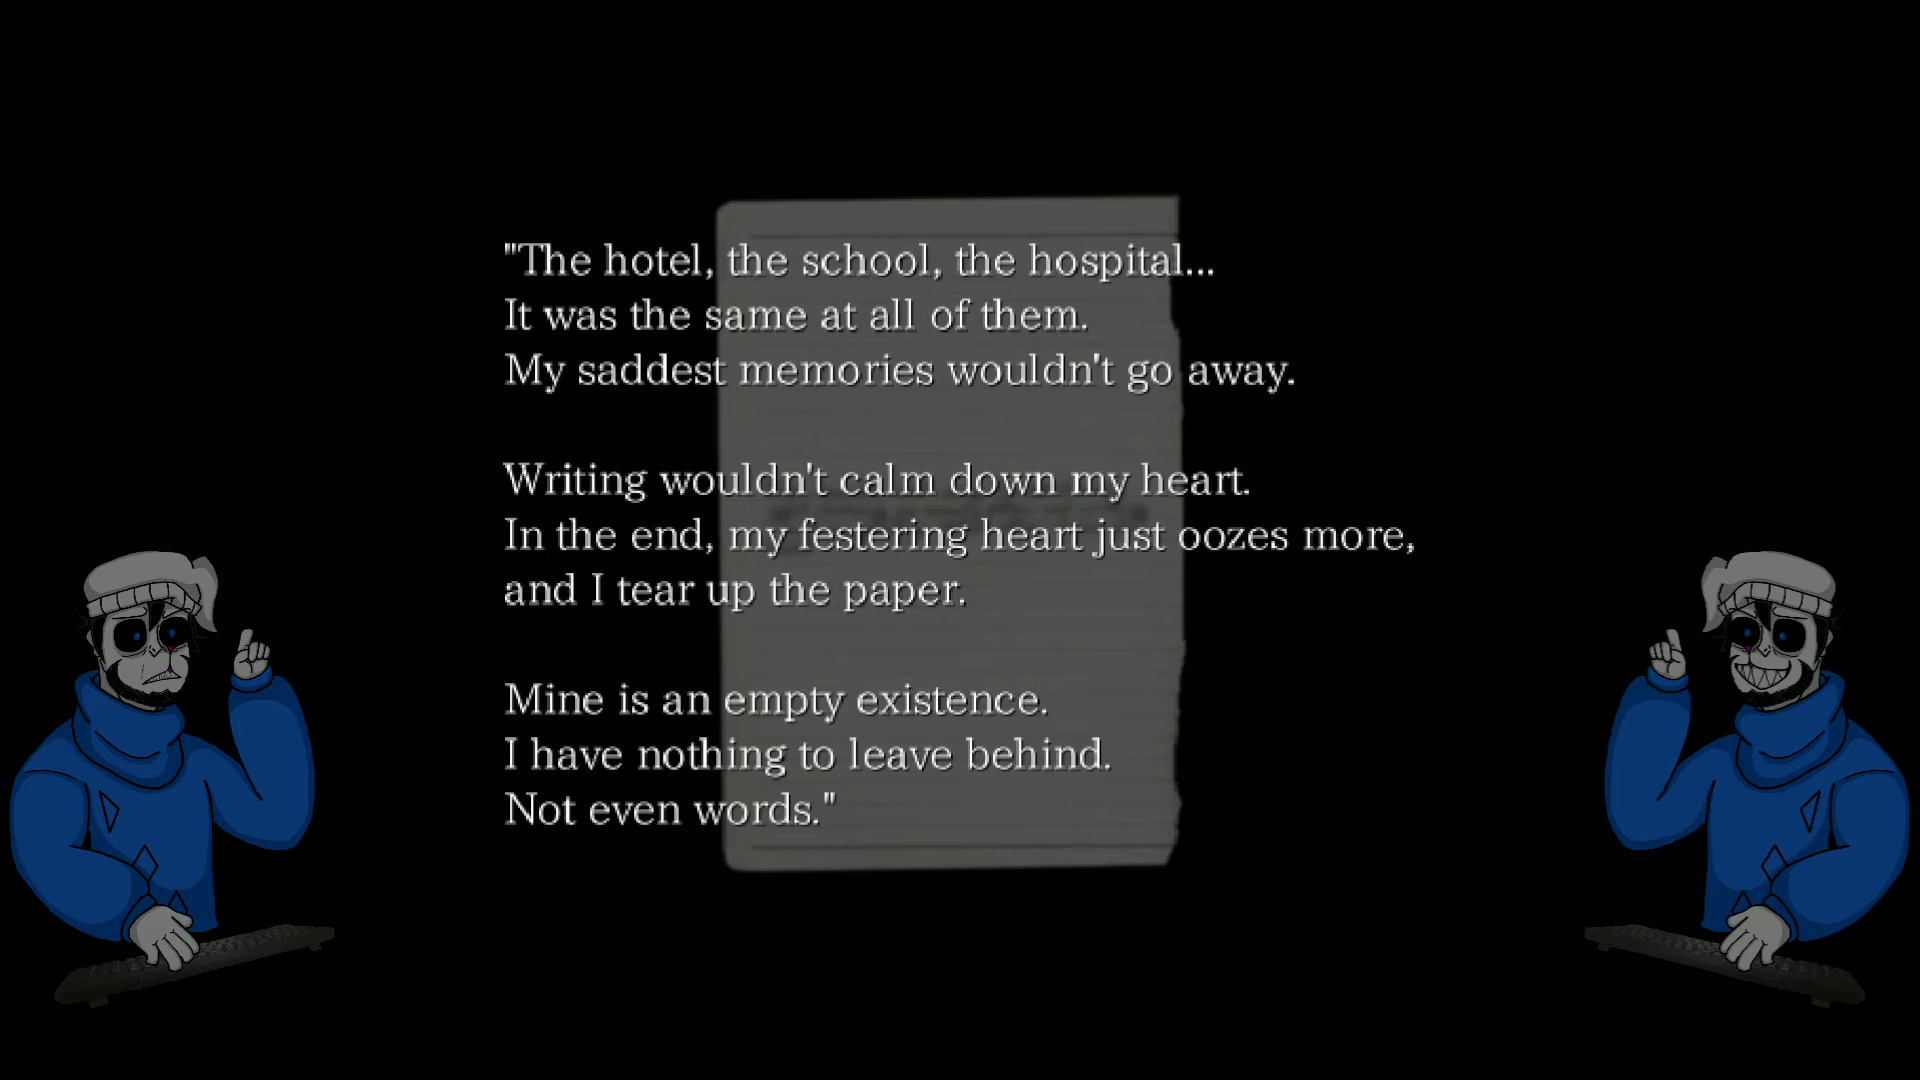 "The hotel, the school, the hospital...
It was the same at all of them.
My saddest memories wouldn't go away.
Writing wouldn't calm down my heart.
In the end, my festering heart just oozes more,
and I tear up the paper.
Mine is an empty existence.
I have nothing to leave behind.
Not even words."